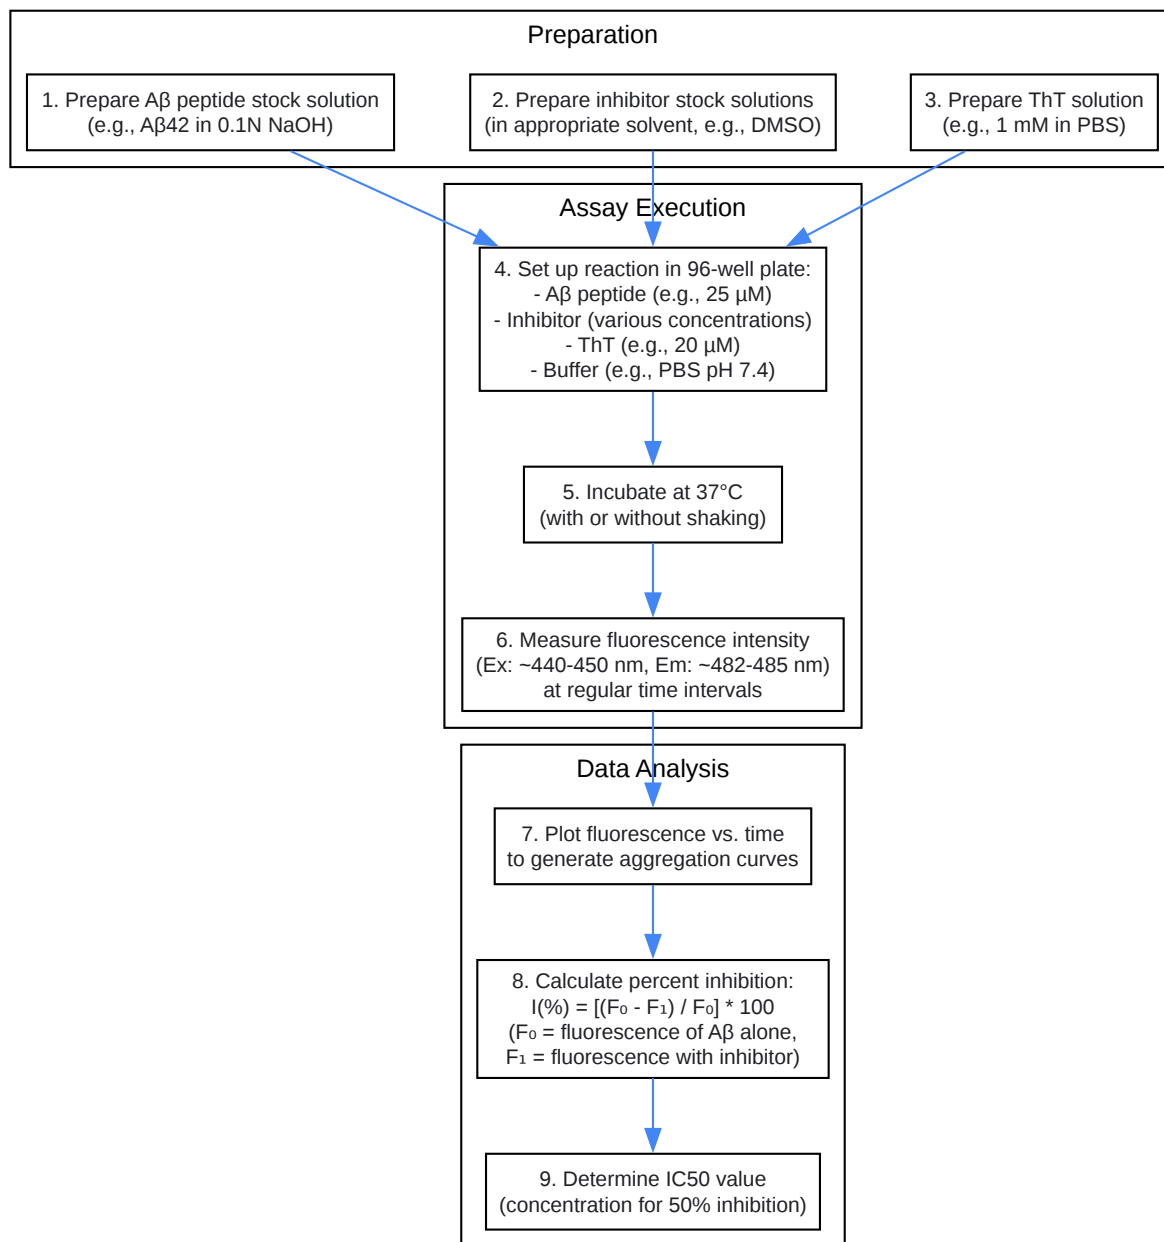 Preparation
1. Prepare Aβ peptide stock solution
(e.g., Aβ42 in 0.1N NaOH)
2. Prepare inhibitor stock solutions
(in appropriate solvent, e.g., DMSO)
3. Prepare ThT solution
(e.g., 1 mM in PBS)
Assay Execution
4. Set up reaction in 96-well plate:
- Aβ peptide (e.g., 25 µM)
- Inhibitor (various concentrations)
- ThT (e.g., 20 µM)
- Buffer (e.g., PBS pH 7.4)
5. Incubate at 37°C
(with or without shaking)
6. Measure fluorescence intensity
(Ex: ~440-450 nm, Em: ~482-485 nm)
at regular time intervals
Data Analysis
7. Plot fluorescence vs. time
to generate aggregation curves
8. Calculate percent inhibition:
I(%) = [(F₀ - F₁) / F₀] * 100
(F₀ = fluorescence of Aβ alone,
F₁ = fluorescence with inhibitor)
9. Determine IC50 value
(concentration for 50% inhibition)